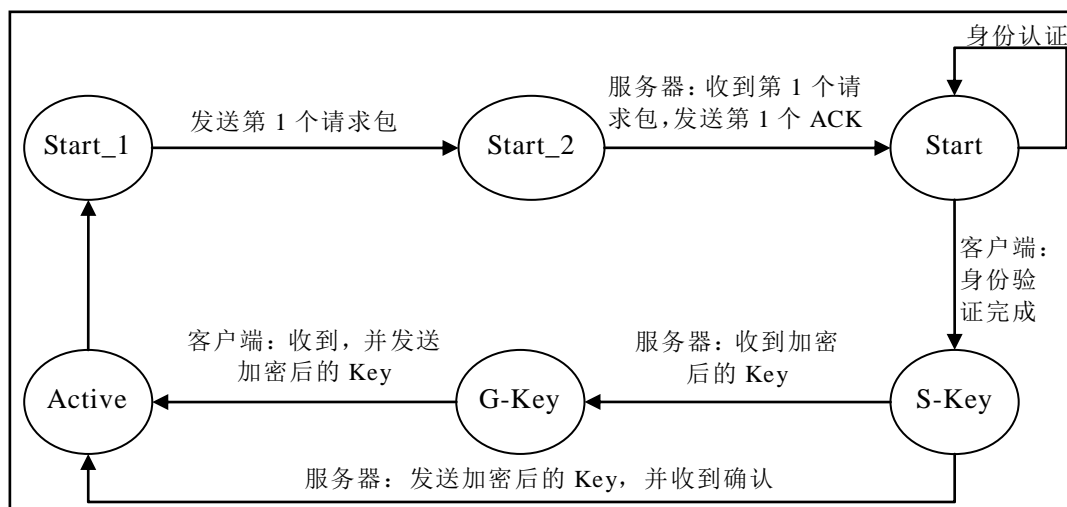 身份认证
发送第 1 个请求包
服务器：收到第 1 个请
求包，发送第 1 个 ACK
Start_1
Start_2
Start
客户端：
身份验
证完成
客户端：收到，并发送
加密后的 Key
服务器：收到加密
后的 Key
Active
G-Key
S-Key
服务器：发送加密后的 Key，并收到确认